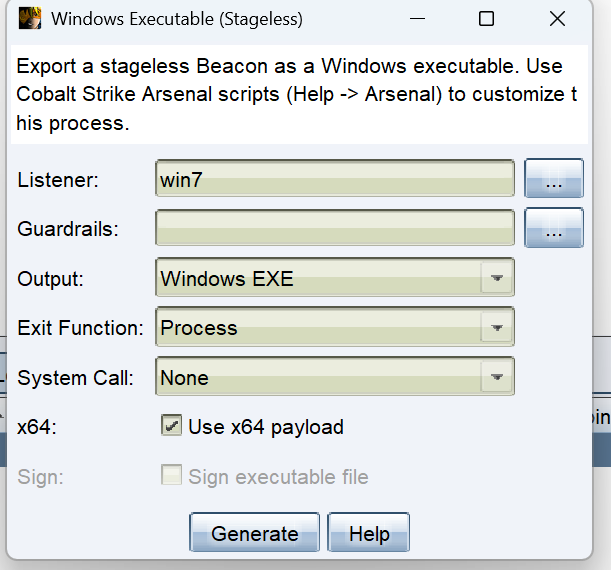 Windows Executable (Stageless)
Export a stageless Beacon as a Windows executable. Use
Cobalt Strike Arsenal scripts (Help -> Arsenal) to customize t
his process.
Listener: win7 ...
Guardrails: ...
Output: Windows EXE
Exit Function: Process
System Call: None
x64: Use x64 payload
Sign: Sign executable file
Generate Help